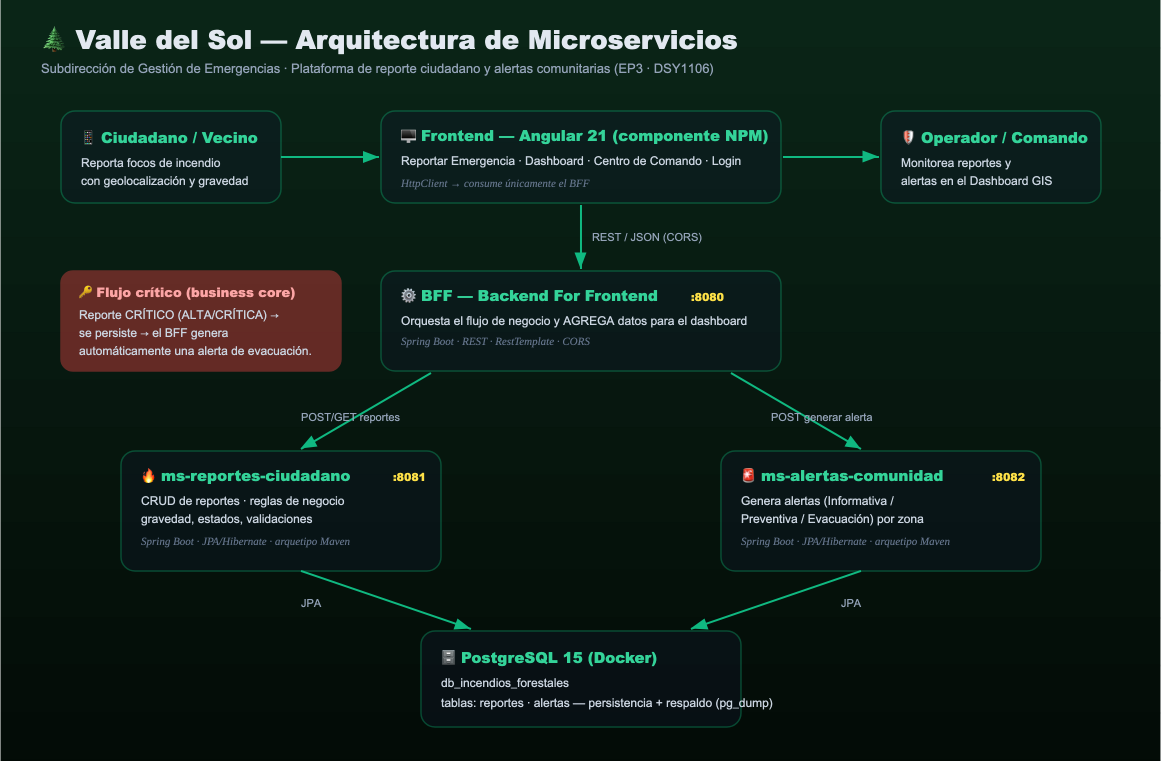 Valle del Sol — Arquitectura de Microservicios
Subdirección de Gestión de Emergencias · Plataforma de reporte ciudadano y alertas comunitarias (EP3 · DSY1106)
Ciudadano / Vecino
Reporta focos de incendio
con geolocalización y gravedad
Frontend — Angular 21 (componente NPM)
Reportar Emergencia · Dashboard · Centro de Comando · Login
HttpClient → consume únicamente el BFF
Operador / Comando
Monitorea reportes y
alertas en el Dashboard GIS
REST / JSON (CORS)
Flujo crítico (business core)
Reporte CRÍTICO (ALTA/CRÍTICA) →
se persiste → el BFF genera
automáticamente una alerta de evacuación.
BFF — Backend For Frontend :8080
Orquesta el flujo de negocio y AGREGA datos para el dashboard
Spring Boot · REST · RestTemplate · CORS
POST/GET reportes
POST generar alerta
ms-reportes-ciudadano :8081
CRUD de reportes · reglas de negocio
gravedad, estados, validaciones
Spring Boot · JPA/Hibernate · arquetipo Maven
ms-alertas-comunidad :8082
Genera alertas (Informativa /
Preventiva / Evacuación) por zona
Spring Boot · JPA/Hibernate · arquetipo Maven
JPA
JPA
PostgreSQL 15 (Docker)
db_incendios_forestales
tablas: reportes · alertas — persistencia + respaldo (pg_dump)